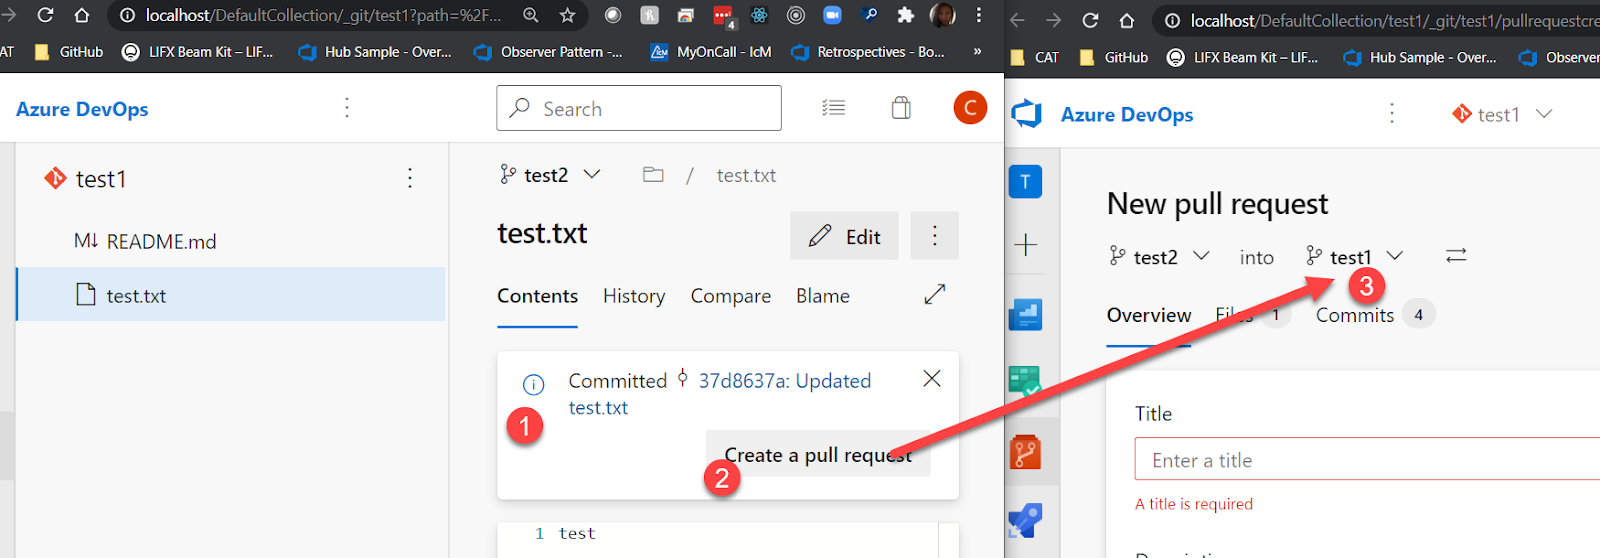 localhost/DefaultCollection/_git/test1?path=%2F...
4
AT GitHub LIFX Beam Kit – LIF... Hub Sample - Over... Observer Pattern -... IcM MyOnCall - IcM Retrospectives - Bo... »
Azure DevOps
Search
C
test1
README.md
test.txt
test2 / test.txt
test.txt
Edit
Contents History Compare Blame
Committed 37d8637a: Updated
test.txt
1
Create a pull request
2
1 test
localhost/DefaultCollection/test1/_git/test1/pullrequestcre
CAT GitHub LIFX Beam Kit – LIF... Hub Sample - Over... Observer
Azure DevOps
test1
T
New pull request
test2 into test1
3
Overview Files 1 Commits 4
Title
Enter a title
A title is required